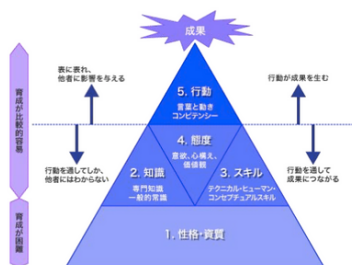 成果
表に表れ、
他者に影響を与える
行動が成果を生む
5. 行動
言葉と動き
コンピテンシー
育成が比較的容易
4. 態度
意欲、心構え、
価値観
行動を通してしか、
他者にはわからない
行動を通して
成果につながる
2. 知識
専門知識
一般的常識
3. スキル
テクニカル・ヒューマン・
コンセプチュアルスキル
育成が困難
1. 性格・資質